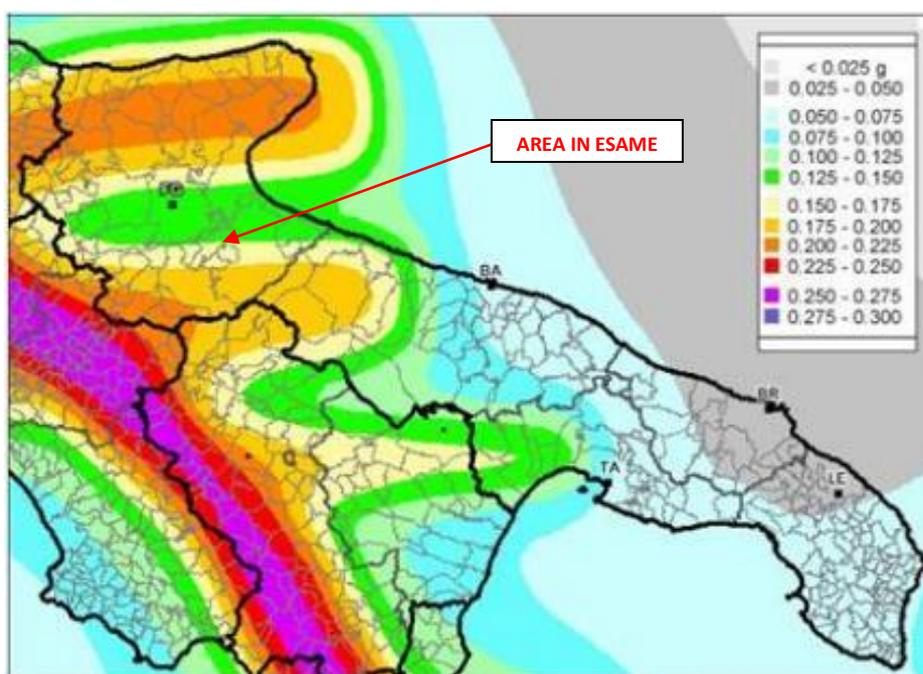 < 0.025 g
0.025 - 0.050
0.050 - 0.075
0.075 - 0.100
0.100 - 0.125
0.125 - 0.150
0.150 - 0.175
0.175 - 0.200
0.200 - 0.225
0.225 - 0.250
0.250 - 0.275
0.275 - 0.300
AREA IN ESAME
FG
BA
BR
TA
LE